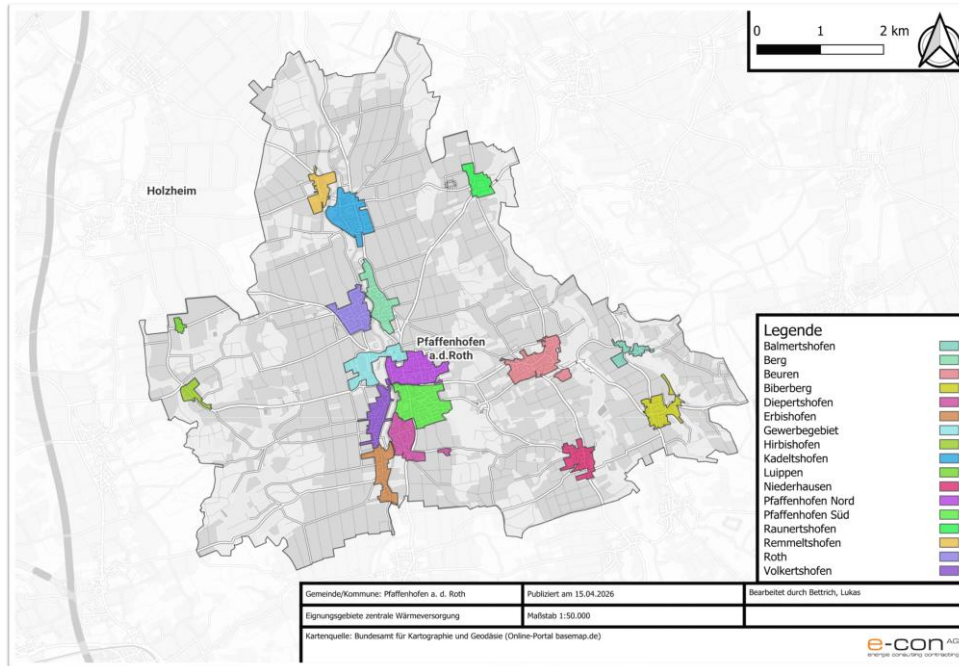 0 1 2 km
Holzheim
Pfaffenhofen
a.d.Roth
Legende
Balmertshofen
Berg
Beuren
Biberberg
Diepertshofen
Erbishofen
Gewerbegebiet
Hirbishofen
Kadeltshofen
Luippen
Niederhausen
Pfaffenhofen Nord
Pfaffenhofen Süd
Raunertshofen
Remmeltshofen
Roth
Volkertshofen
Gemeinde/Kommune: Pfaffenhofen a. d. Roth
Publiziert am 15.04.2026
Bearbeitet durch Bettrich, Lukas
Eignungsgebiete zentrale Wärmeversorgung
Maßstab 1:50.000
Kartenquelle: Bundesamt für Kartographie und Geodäsie (Online-Portal basemap.de)
e-con AG
energie consulting contracting